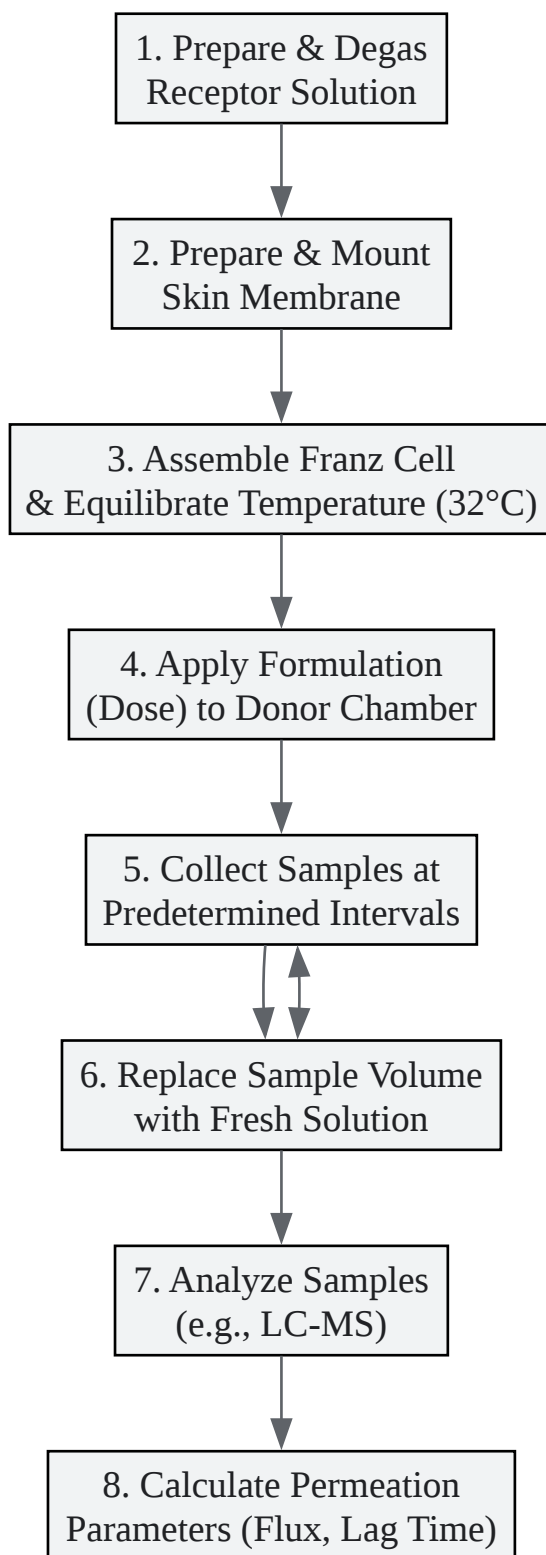 1. Prepare & Degas
Receptor Solution
2. Prepare & Mount
Skin Membrane
3. Assemble Franz Cell
& Equilibrate Temperature (32°C)
4. Apply Formulation
(Dose) to Donor Chamber
5. Collect Samples at
Predetermined Intervals
6. Replace Sample Volume
with Fresh Solution
7. Analyze Samples
(e.g., LC-MS)
8. Calculate Permeation
Parameters (Flux, Lag Time)